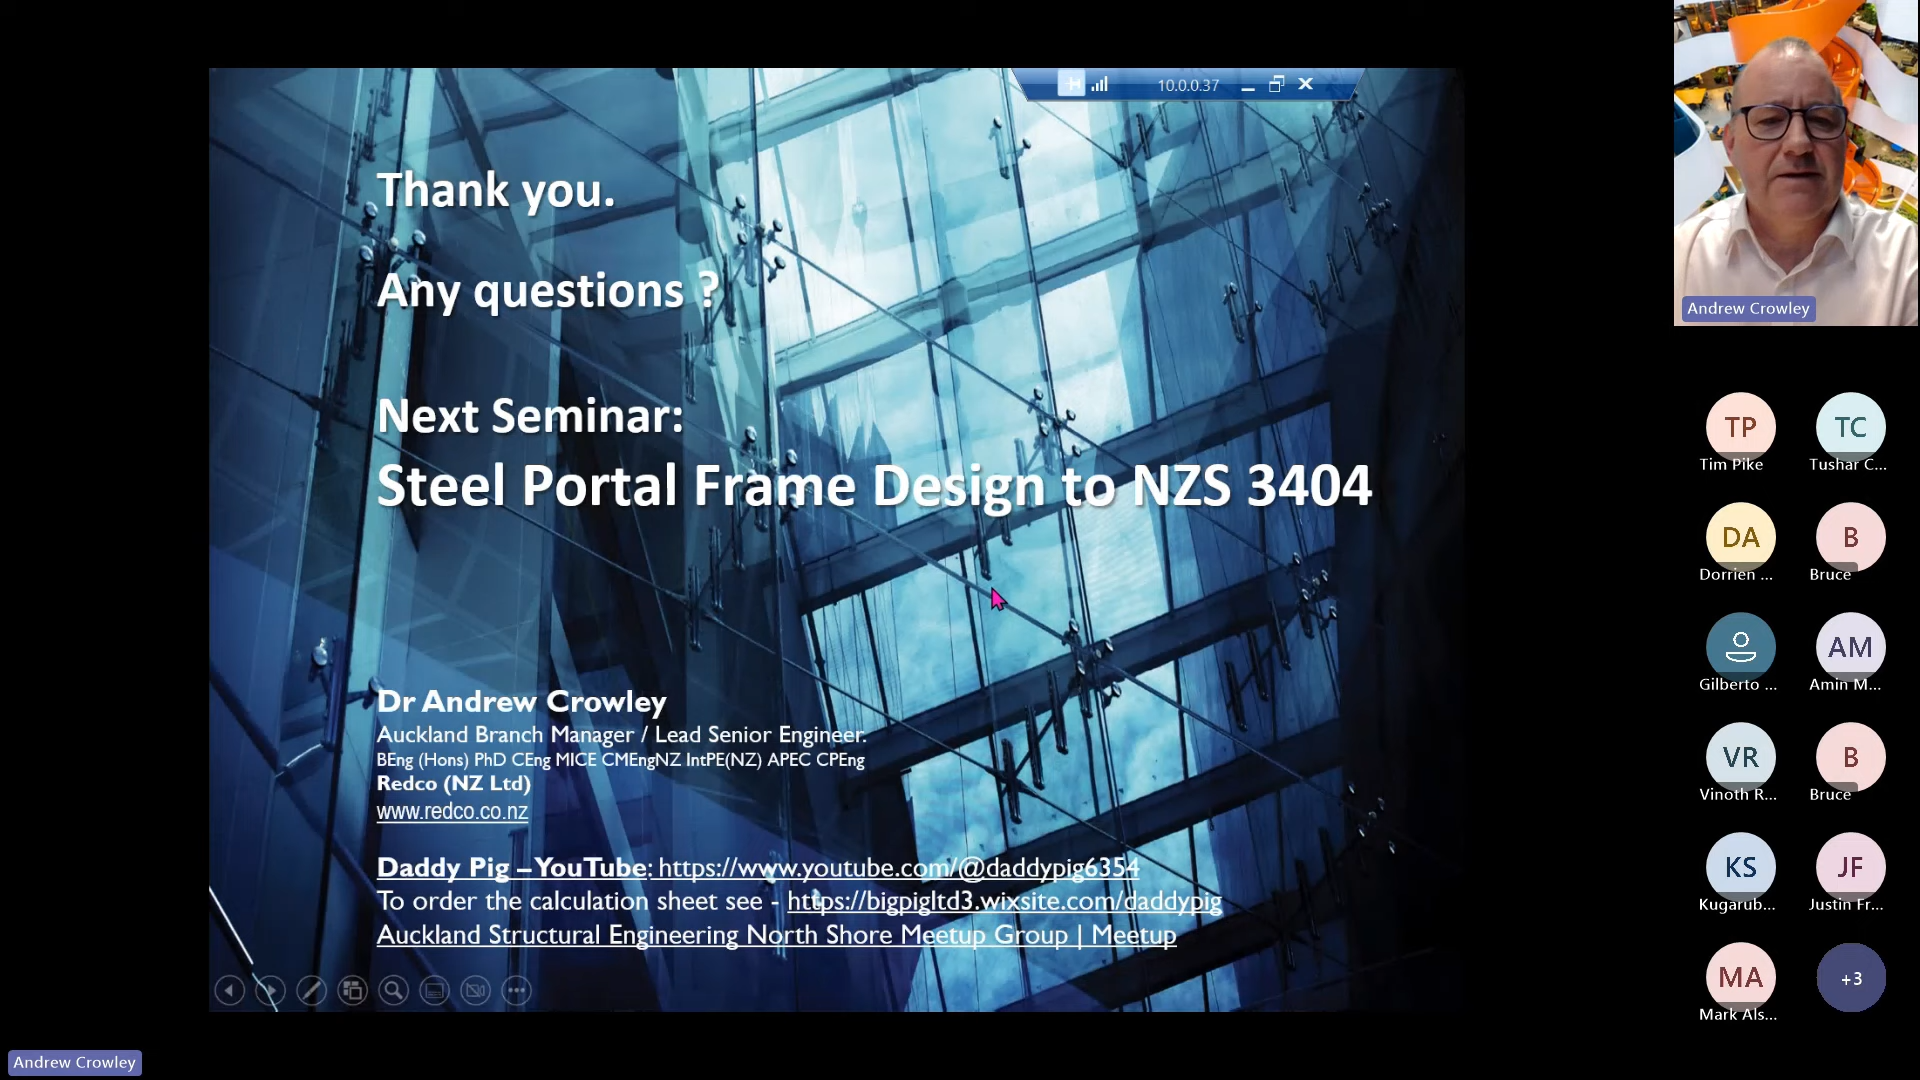 10.0.0.37
Thank you.
Any questions ?
Next Seminar:
Steel Portal Frame Design to NZS 3404
Dr Andrew Crowley
Auckland Branch Manager / Lead Senior Engineer.
BEng (Hons) PhD CEng MICE CMEngNZ IntPE(NZ) APEC CPEng
Redco (NZ Ltd)
www.redco.co.nz
Daddy Pig – YouTube: https://www.youtube.com/@daddypig6354
To order the calculation sheet see - https://bigpigltd3.wixsite.com/daddypig
Auckland Structural Engineering North Shore Meetup Group | Meetup
Andrew Crowley
Andrew Crowley
TP
Tim Pike
TC
Tushar C...
DA
Dorrien ...
B
Bruce
Gilberto ...
AM
Amin M...
VR
Vinoth R...
B
Bruce
KS
Kugarub...
JF
Justin Fr...
MA
Mark Als...
+3